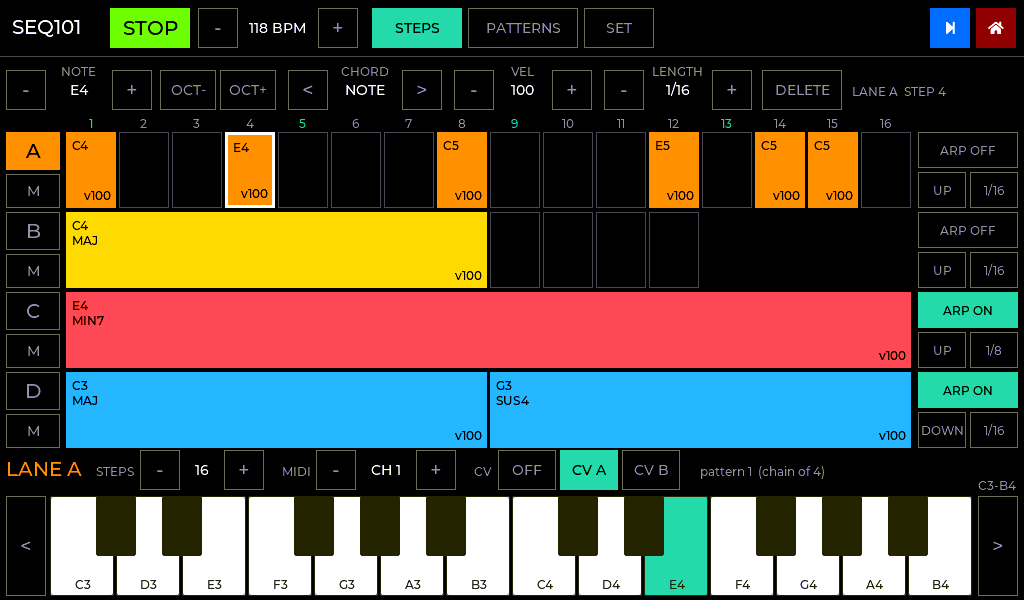 SEQ101 STOP - 118 BPM + STEPS PATTERNS SET
NOTE CHORD VEL LENGTH
- E4 + OCT- OCT+ < NOTE > - 100 + - 1/16 + DELETE LANE A STEP 4
1 2 3 4 5 6 7 8 9 10 11 12 13 14 15 16
A C4 E4 C5 E5 C5 C5 ARP OFF
M v100 v100 v100 v100 v100 v100 UP 1/16
B C4 ARP OFF
MAJ
M v100 UP 1/16
C E4 ARP ON
MIN7
M v100 UP 1/8
D C3 G3 ARP ON
MAJ SUS4
M v100 v100 DOWN 1/16
LANE A STEPS - 16 + MIDI - CH 1 + CV OFF CV A CV B pattern 1 (chain of 4)
C3-B4
< >
C3 D3 E3 F3 G3 A3 B3 C4 D4 E4 F4 G4 A4 B4